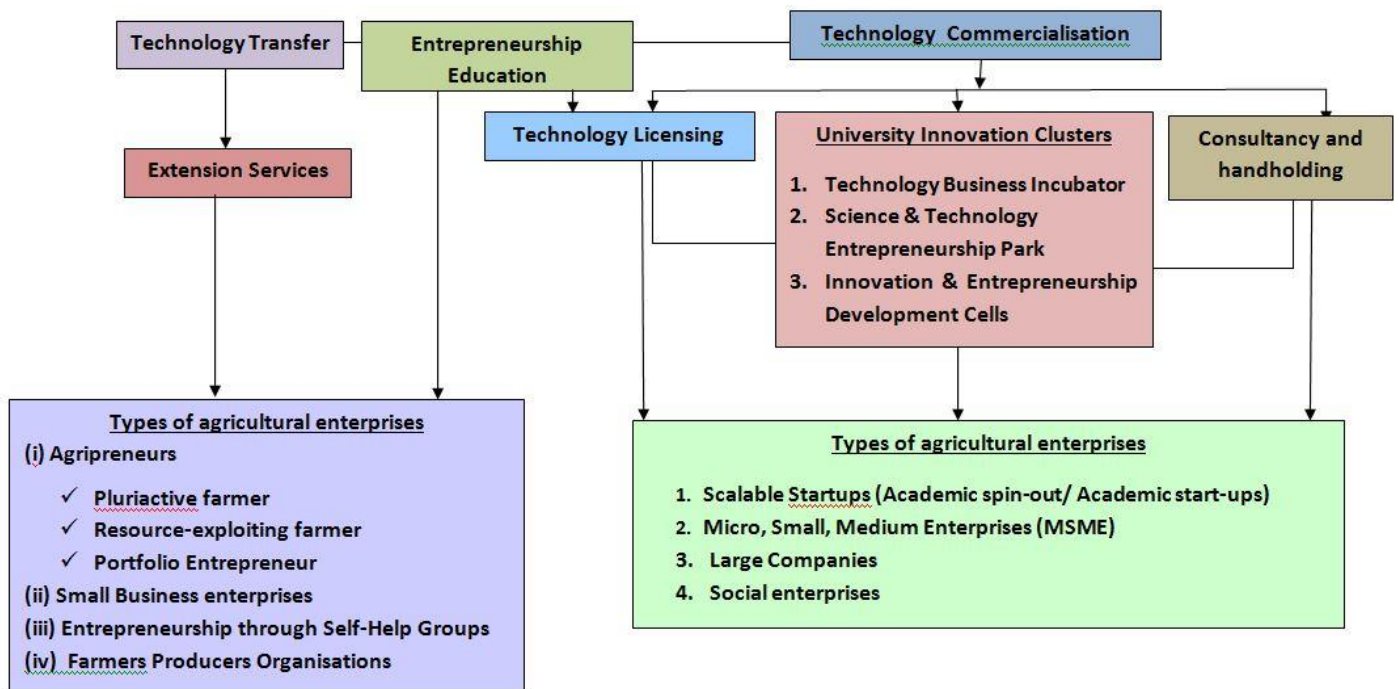 Technology Transfer
Entrepreneurship
Education
Technology Commercialisation
Technology Licensing
University Innovation Clusters
1. Technology Business Incubator
2. Science & Technology
Entrepreneurship Park
3. Innovation & Entrepreneurship
Development Cells
Consultancy and
handholding
Extension Services
Types of agricultural enterprises
(i) Agripreneurs
✓ Pluriactive farmer
✓ Resource-exploiting farmer
✓ Portfolio Entrepreneur
(ii) Small Business enterprises
(iii) Entrepreneurship through Self-Help Groups
(iv) Farmers Producers Organisations
Types of agricultural enterprises
1. Scalable Startups (Academic spin-out/ Academic start-ups)
2. Micro, Small, Medium Enterprises (MSME)
3. Large Companies
4. Social enterprises